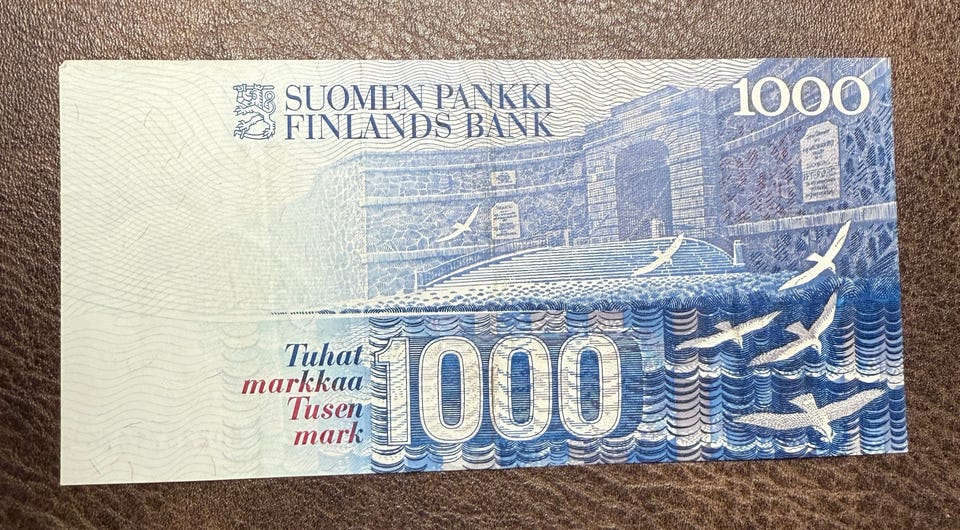 SUOMEN PANKKI
FINLANDS BANK
1000
Tuhat
markkaa
Tusen
mark
1000